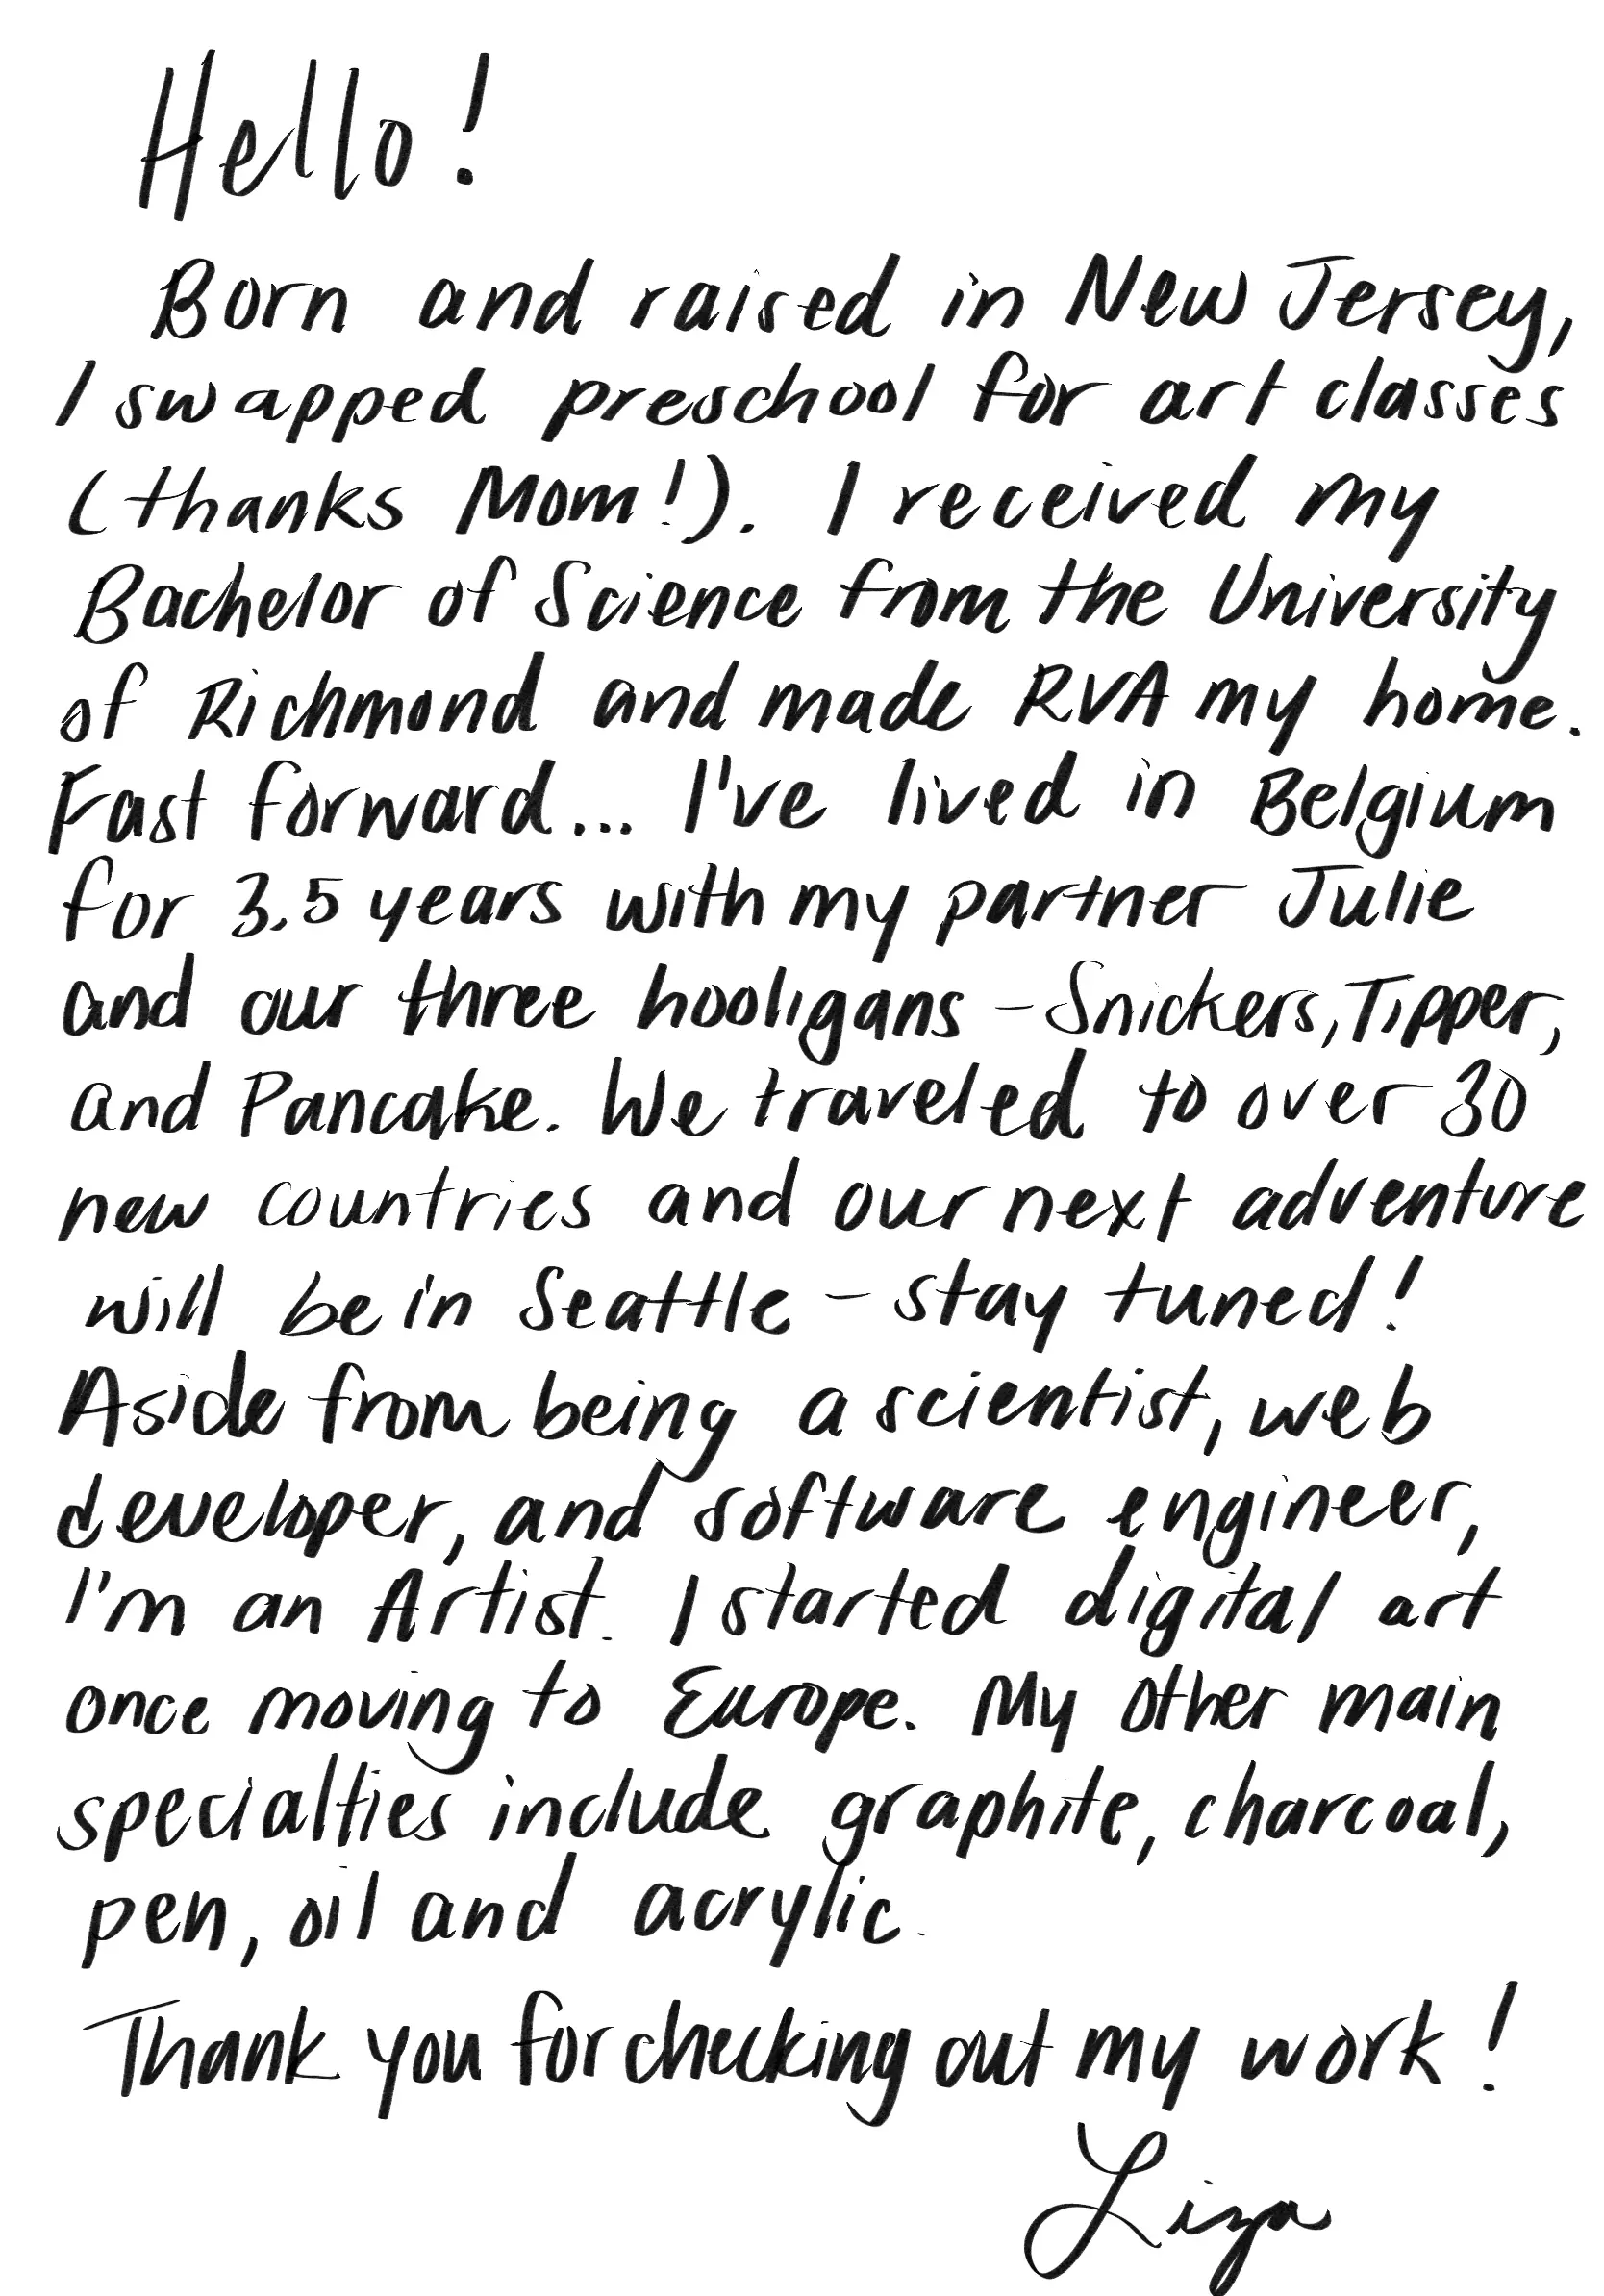 Hello!
Born and raised in New Jersey,
I swapped preschool for art classes
(thanks Mom!). I received my
Bachelor of Science from the University
of Richmond and made RVA my home.
Fast forward... I've lived in Belgium
for 3.5 years with my partner Julie
and our three hooligans - Snickers, Tipper,
and Pancake. We traveled to over 30
new countries and our next adventure
will be in Seattle - stay tuned!
Aside from being a scientist, web
developer, and software engineer,
I'm an Artist. I started digital art
once moving to Europe. My other main
specialties include graphite, charcoal,
pen, oil and acrylic.
Thank you for checking out my work!
Liza